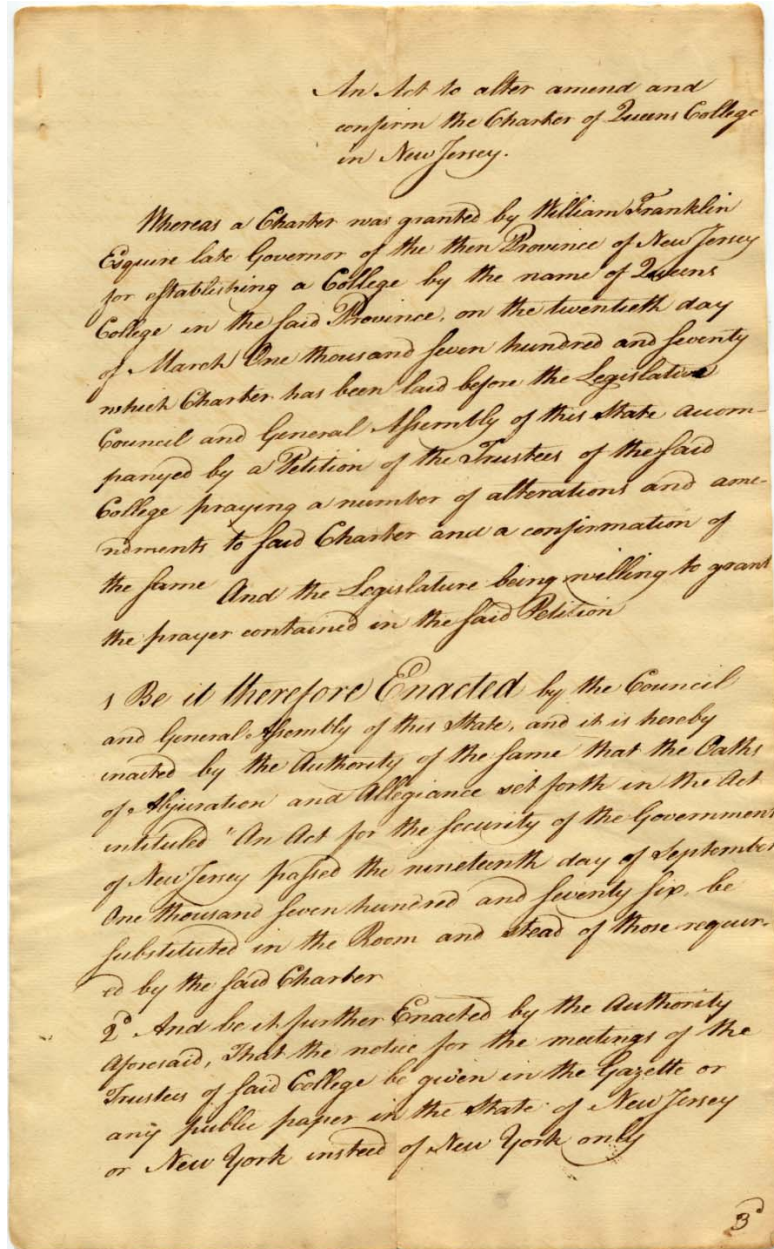 An Act to alter amend and
confirm the Charter of Queens College
in New Jersey.
Whereas a Charter was granted by William Franklin
Esquire late Governor of the then Province of New Jersey
for establishing a College by the name of Queens
College in the said Province, on the twentieth day
of March One thousand seven hundred and seventy
which Charter has been laid before the Legislative
Council and General Assembly of this State accom-
panyed by a Petition of the Trustees of the said
College praying a number of alterations and ame-
ndments to said Charter and a confirmation of
the same And the Legislature being willing to grant
the prayer contained in the said Petition
1 Be it therefore Enacted by the Council
and General Assembly of this State, and it is hereby
enacted by the Authority of the same that the Oaths
of Abjuration and Allegiance set forth in the Act
intituled "An Act for the security of the Government
of New Jersey passed the nineteenth day of September
One thousand seven hundred and seventy six, be
substituted in the Room and stead of those requir-
ed by the said Charter
2d And be it further Enacted by the Authority
Aforesaid, That the notice for the meetings of the
Trustees of said College be given in the Gazette or
any public paper in the State of New Jersey
or New York instead of New York only
3d